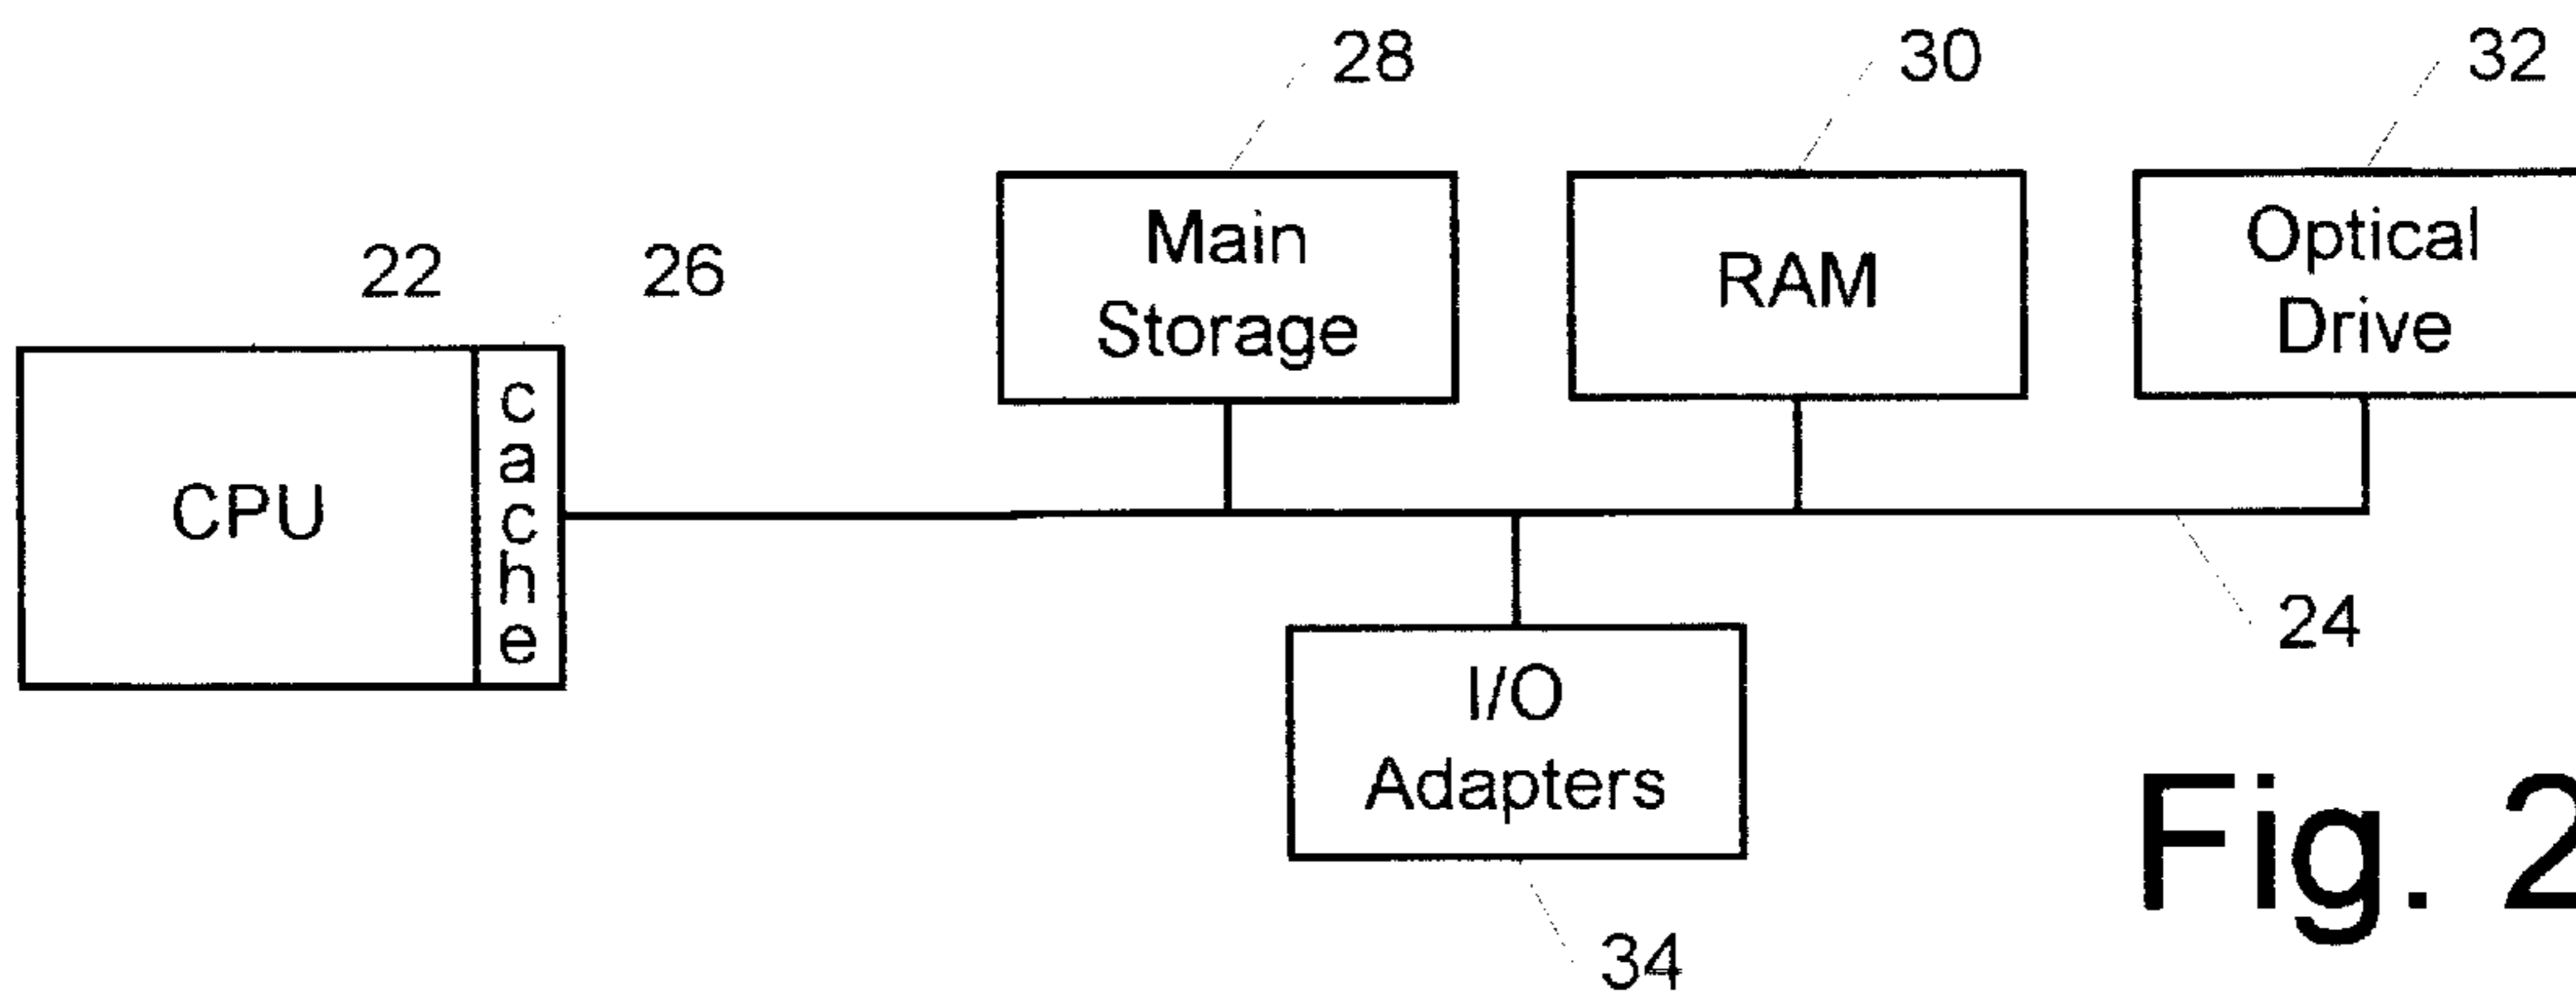 28
30
32
Main
Storage
RAM
Optical
Drive
22
26
CPU
cache
24
I/O
Adapters
34
Fig. 2